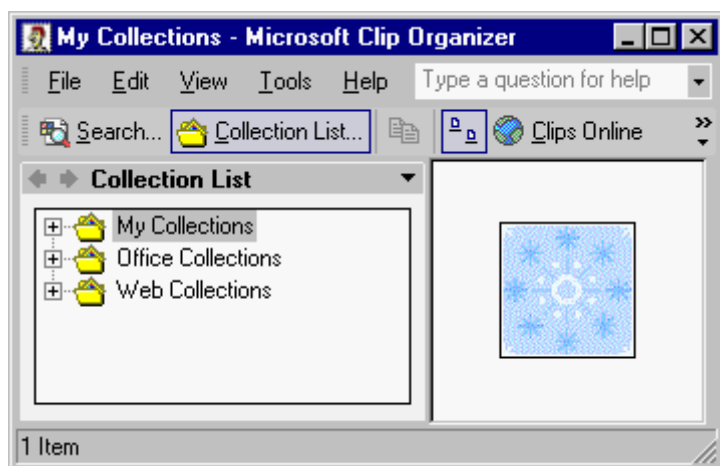 My Collections - Microsoft Clip Organizer
File Edit View Tools Help Type a question for help
Search... Collection List... Clips Online
Collection List
My Collections
Office Collections
Web Collections
1 Item